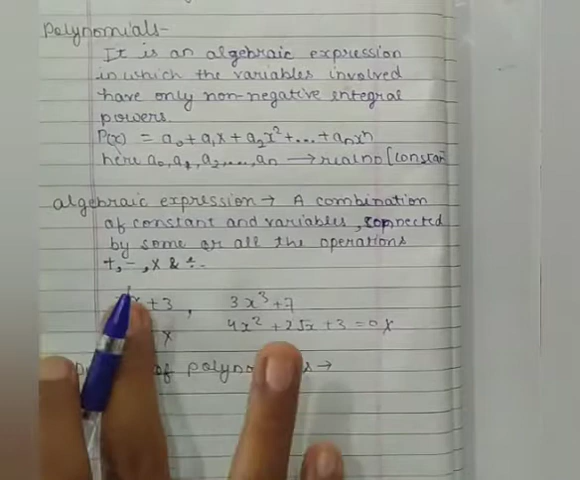 Polynomials-
It is an algebraic expression
in which the variables involved
have only non-negative integral
powers.
P(x) = a₀ + a₁x + a₂x² + ... + aₙxⁿ
here a₀, a₁, a₂, ...., aₙ → real no [constan
algebraic expression → A combination
of constant and variables, connected
by some or all the operations
+, -, x & ÷.
x + 3 , 3x³ + 7
x 4x² + 2√x + 3 = 0 x
of polyno s →